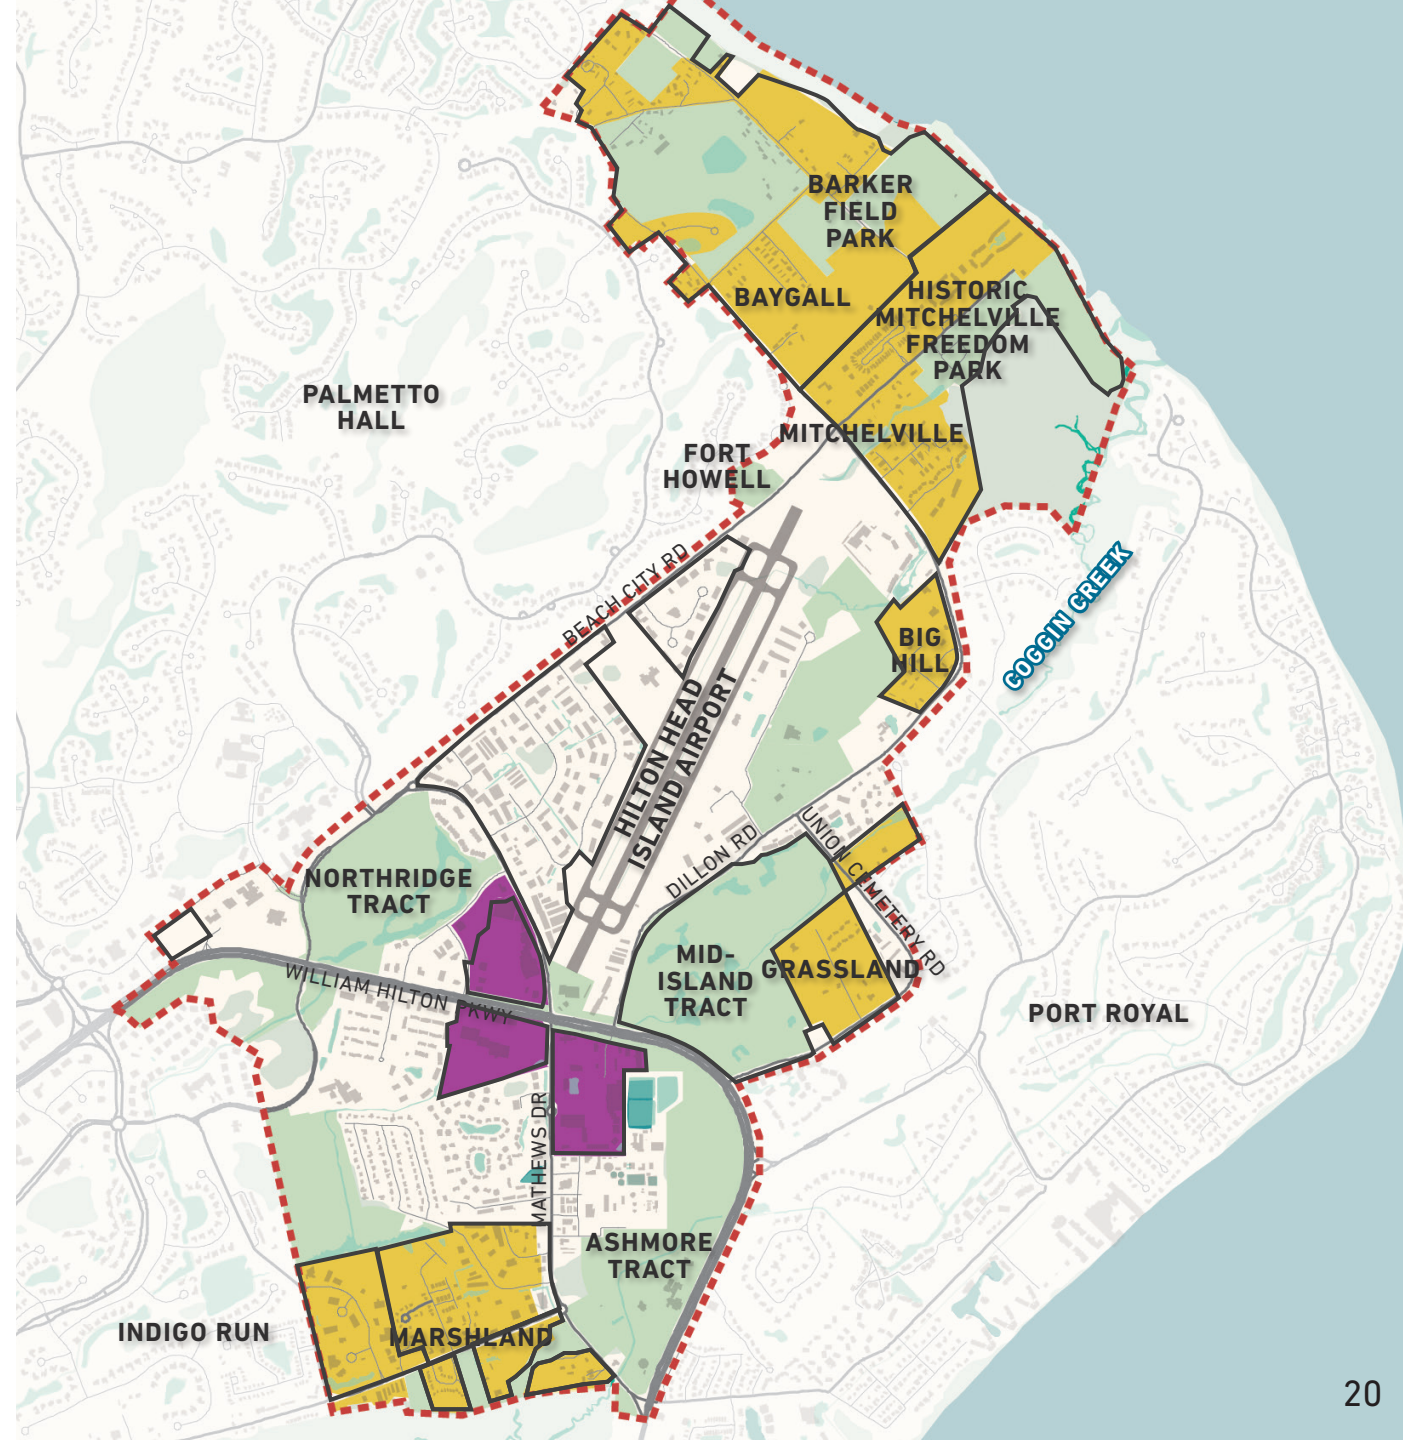 BARKER
FIELD
PARK
BAYGALL
HISTORIC
MITCHELVILLE
FREEDOM
PARK
PALMETTO
HALL
MITCHELVILLE
FORT
HOWELL
BEACH CITY RD
COGGIN CREEK
BIG
HILL
HILTON HEAD
ISLAND AIRPORT
DILLON RD
UNION CEMETERY RD
NORTHRIDGE
TRACT
MID-
ISLAND
TRACT
GRASSLAND
WILLIAM HILTON PKWY
PORT ROYAL
MATHEWS DR
ASHMORE
TRACT
INDIGO RUN
MARSHLAND
20